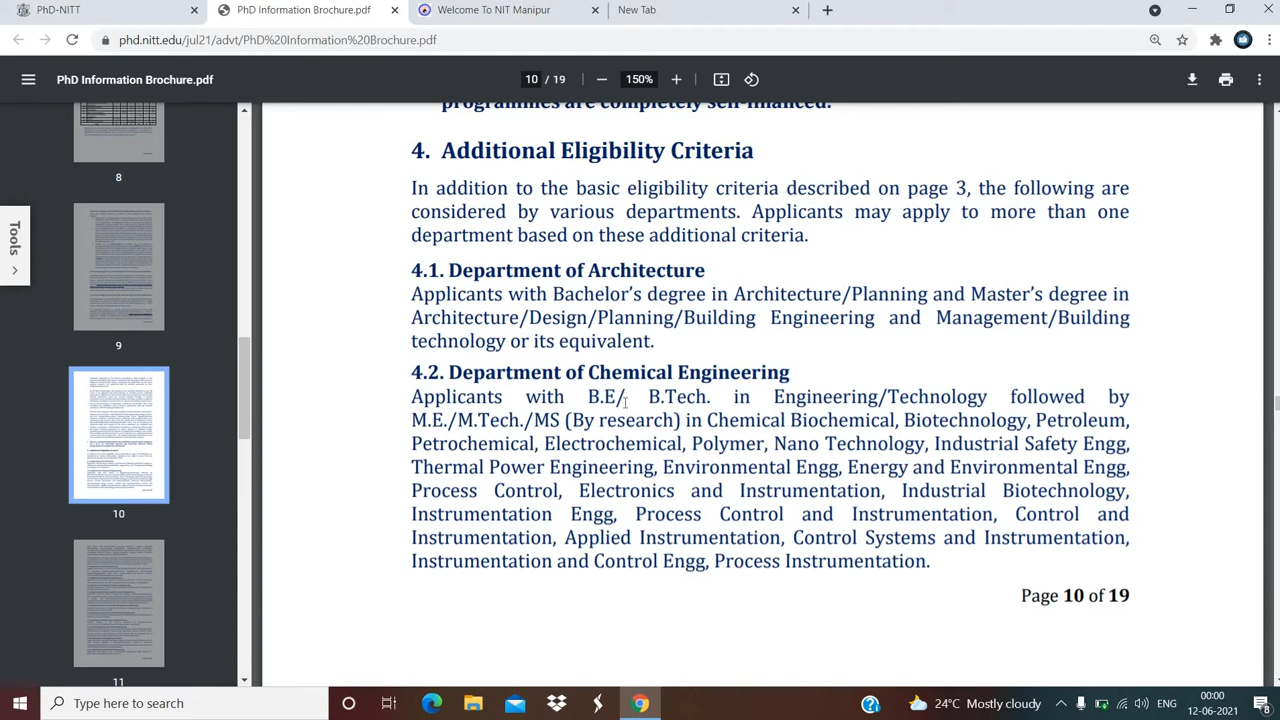 PhD-NITT
PhD Information Brochure.pdf
Welcome To NIT Manipur
New Tab
phd.nitt.edu/jul21/advt/PhD%20Information%20Brochure.pdf
PhD Information Brochure.pdf
10 / 19
150%
programmes are completely self-financed.
4. Additional Eligibility Criteria
In addition to the basic eligibility criteria described on page 3, the following are
considered by various departments. Applicants may apply to more than one
department based on these additional criteria.
4.1. Department of Architecture
Applicants with Bachelor’s degree in Architecture/Planning and Master’s degree in
Architecture/Design/Planning/Building Engineering and Management/Building
technology or its equivalent.
4.2. Department of Chemical Engineering
Applicants with B.E/ B.Tech. in Engineering/Technology followed by
M.E./M.Tech./MS (By research) in Chemical Biochemical, Biotechnology, Petroleum,
Petrochemical, Electrochemical, Polymer, Nano Technology, Industrial Safety Engg,
Thermal Power Engineering, Environmental Engg, Energy and Environmental Engg,
Process Control, Electronics and Instrumentation, Industrial Biotechnology,
Instrumentation Engg, Process Control and Instrumentation, Control and
Instrumentation, Applied Instrumentation, Control Systems and Instrumentation,
Instrumentation and Control Engg, Process Instrumentation.
Page 10 of 19
8
9
10
11
Tools
Type here to search
24°C Mostly cloudy
ENG
00:00
12-06-2021
8